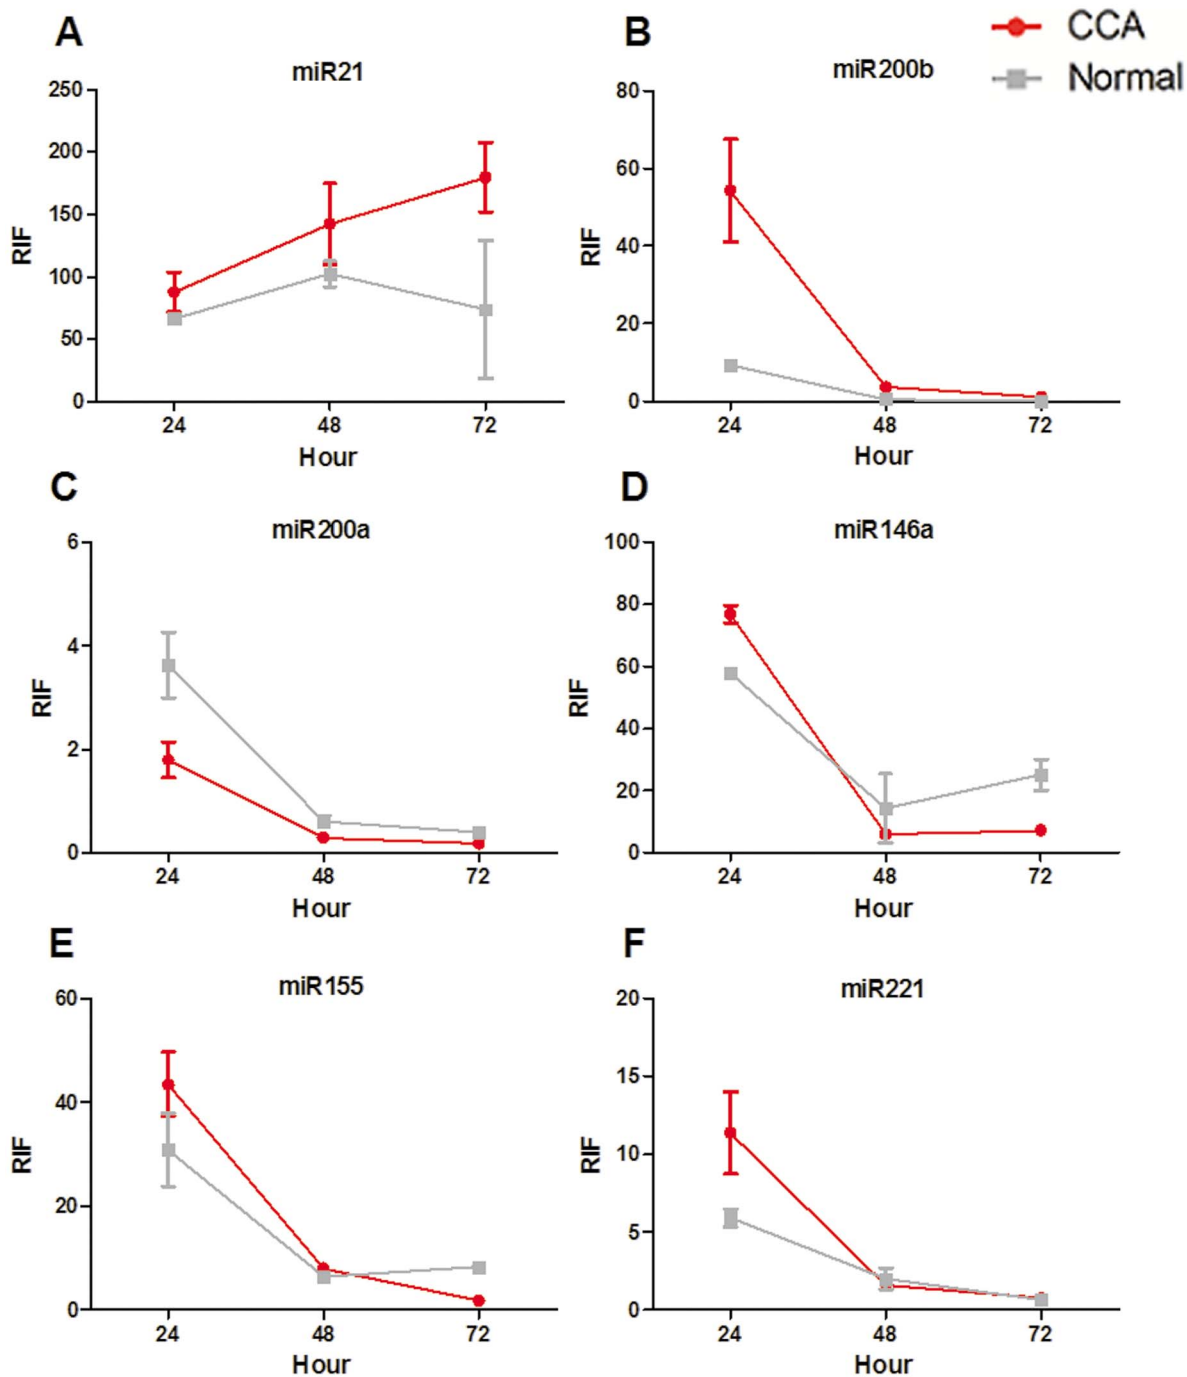 A
miR21
250
200
150
100
50
0
RIF
24 48 72
Hour
B
miR200b
CCA
Normal
80
60
40
20
0
RIF
24 48 72
Hour
C
miR200a
6
4
2
0
RIF
24 48 72
Hour
D
miR146a
100
80
60
40
20
0
RIF
24 48 72
Hour
E
miR155
60
40
20
0
RIF
24 48 72
Hour
F
miR221
20
15
10
5
0
RIF
24 48 72
Hour